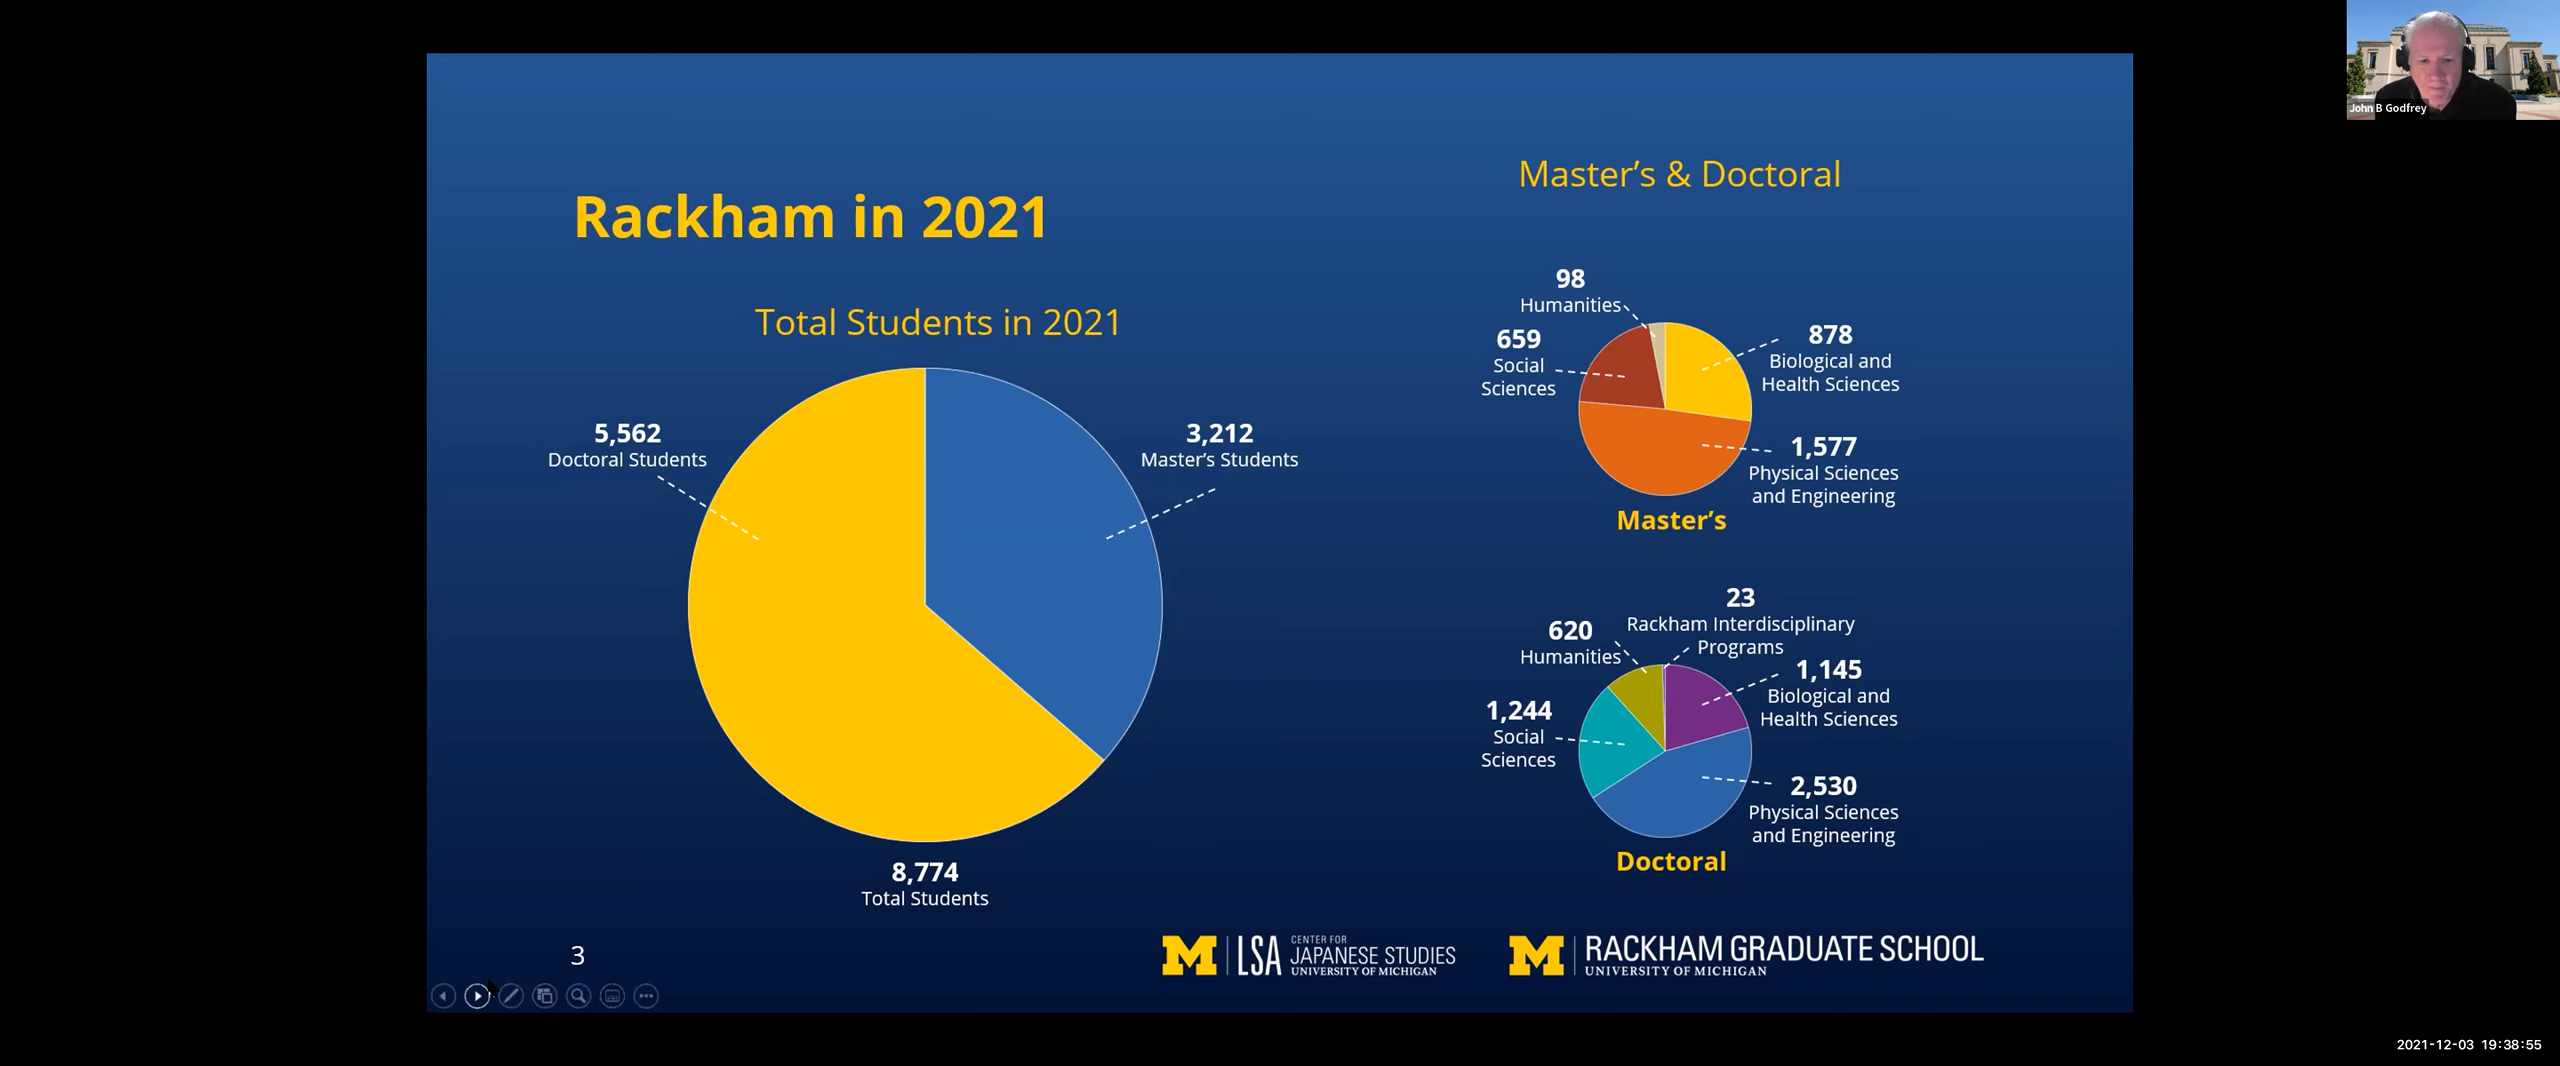 John B Godfrey
Rackham in 2021
Total Students in 2021
5,562
Doctoral Students
3,212
Master's Students
8,774
Total Students
Master's & Doctoral
98
Humanities
659
Social
Sciences
878
Biological and
Health Sciences
1,577
Physical Sciences
and Engineering
Master's
23
Rackham Interdisciplinary
Programs
620
Humanities
1,145
Biological and
Health Sciences
1,244
Social
Sciences
2,530
Physical Sciences
and Engineering
Doctoral
3
M LSA CENTER FOR
JAPANESE STUDIES
UNIVERSITY OF MICHIGAN
M RACKHAM GRADUATE SCHOOL
UNIVERSITY OF MICHIGAN
2021-12-03 19:38:55